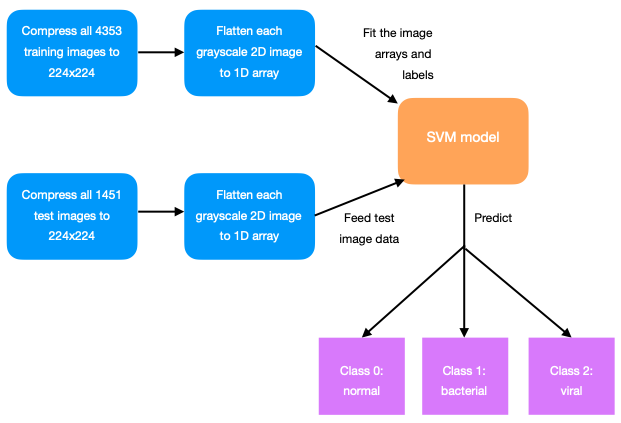 Compress all 4353
training images to
224x224
Flatten each
grayscale 2D image
to 1D array
Fit the image
arrays and
labels
SVM model
Compress all 1451
test images to
224x224
Flatten each
grayscale 2D image
to 1D array
Feed test
image data
Predict
Class 0:
normal
Class 1:
bacterial
Class 2:
viral